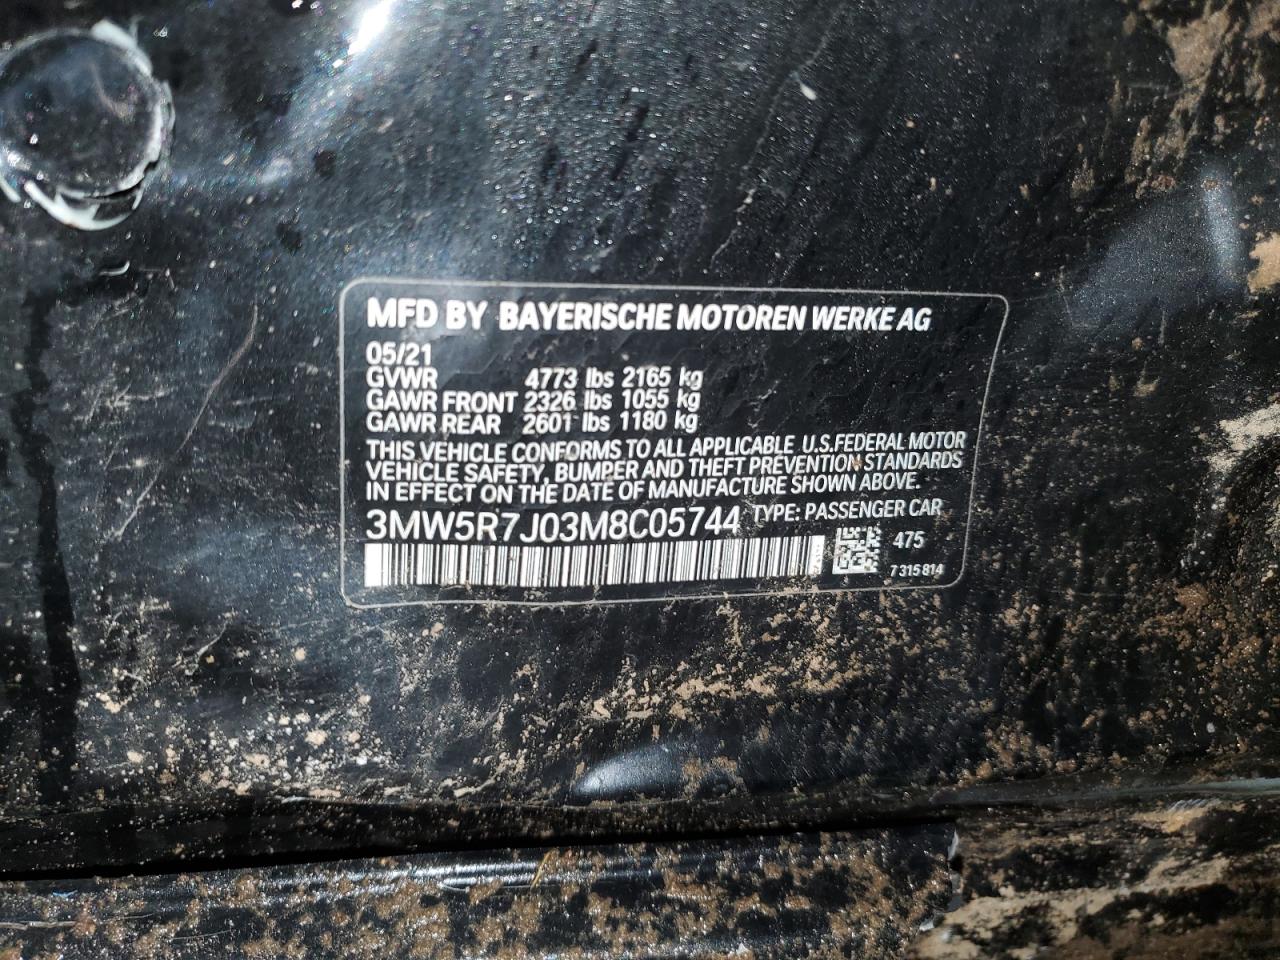 MFD BY BAYERISCHE MOTOREN WERKE AG
05/21
GVWR 4773 lbs 2165 kg
GAWR FRONT 2326 lbs 1055 kg
GAWR REAR 2601 lbs 1180 kg
THIS VEHICLE CONFORMS TO ALL APPLICABLE U.S.FEDERAL MOTOR
VEHICLE SAFETY, BUMPER AND THEFT PREVENTION STANDARDS
IN EFFECT ON THE DATE OF MANUFACTURE SHOWN ABOVE.
3MW5R7J03M8C05744 TYPE: PASSENGER CAR
475
7 315 814